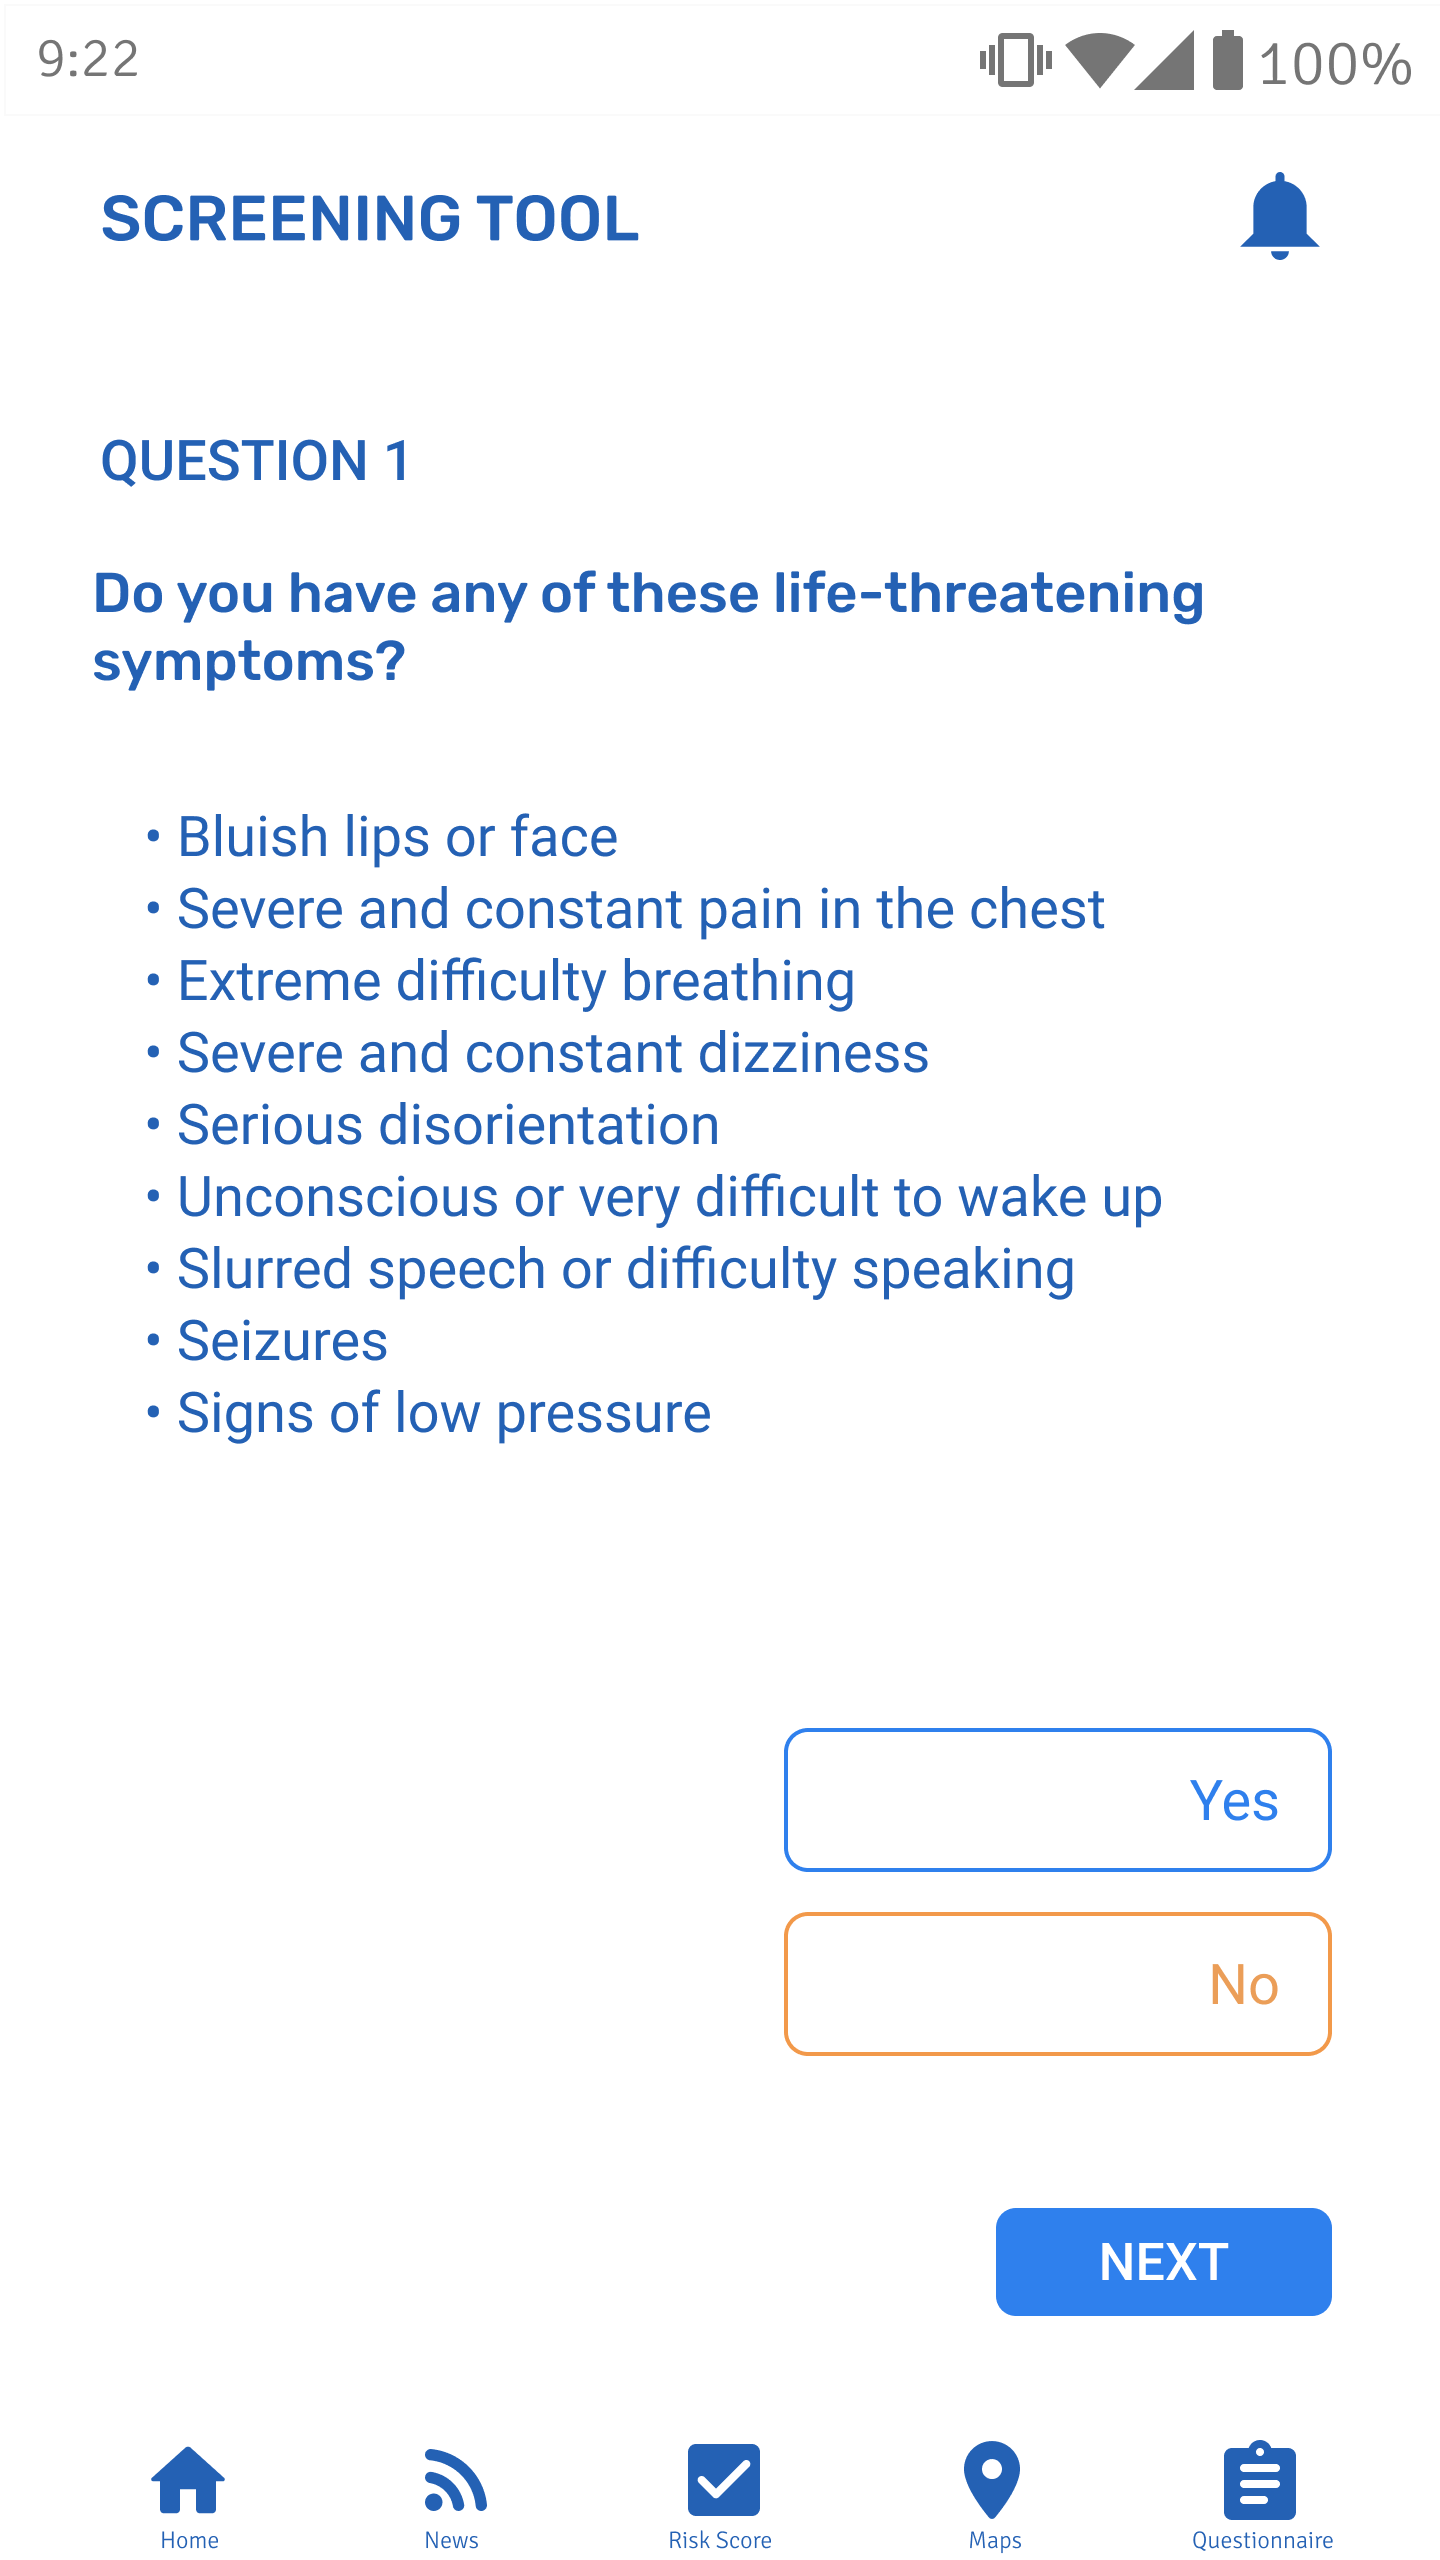 9:22
100%
SCREENING TOOL
QUESTION 1
Do you have any of these life-threatening
symptoms?
• Bluish lips or face
• Severe and constant pain in the chest
• Extreme difficulty breathing
• Severe and constant dizziness
• Serious disorientation
• Unconscious or very difficult to wake up
• Slurred speech or difficulty speaking
• Seizures
• Signs of low pressure
Yes
No
NEXT
Home News Risk Score Maps Questionnaire